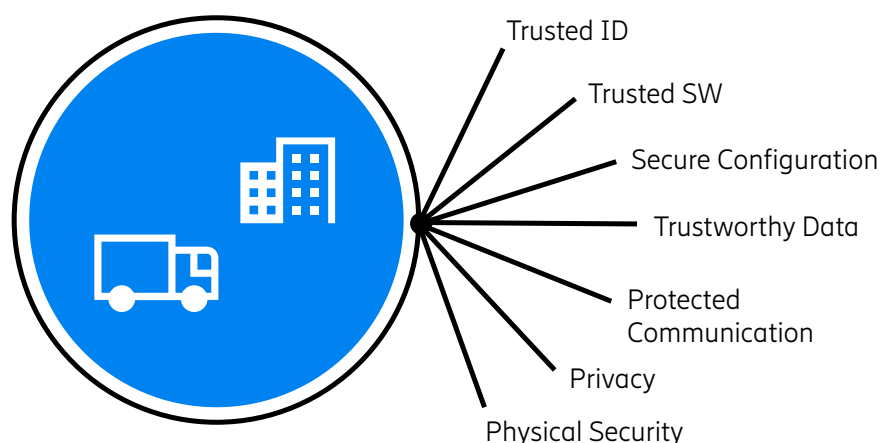 Trusted ID
Trusted SW
Secure Configuration
Trustworthy Data
Protected
Communication
Privacy
Physical Security